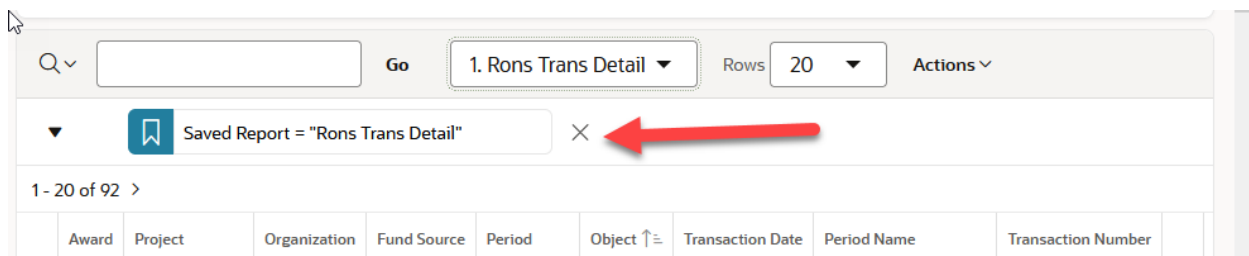 Go 1. Rons Trans Detail Rows 20 Actions
Saved Report = "Rons Trans Detail"
1 - 20 of 92
Award Project Organization Fund Source Period Object Transaction Date Period Name Transaction Number